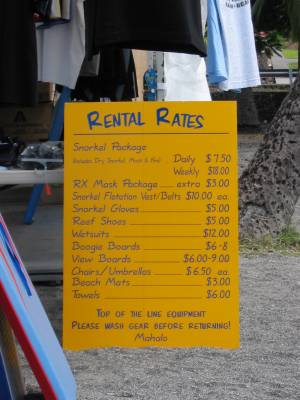 RENTAL RATES
Snorkel Package
Includes Dry Snorkel, Mask & Fins Daily $7.50
Weekly $18.00
RX Mask Package extra $3.00
Snorkel Flotation Vest/Belts $10.00 ea.
Snorkel Gloves $5.00
Reef Shoes $5.00
Wetsuits $12.00
Boogie Boards $6-8
View Boards $6.00-9.00
Chairs/Umbrellas $6.50 ea.
Beach Mats $3.00
Towels $6.00
TOP OF THE LINE EQUIPMENT
PLEASE WASH GEAR BEFORE RETURNING!
Mahalo